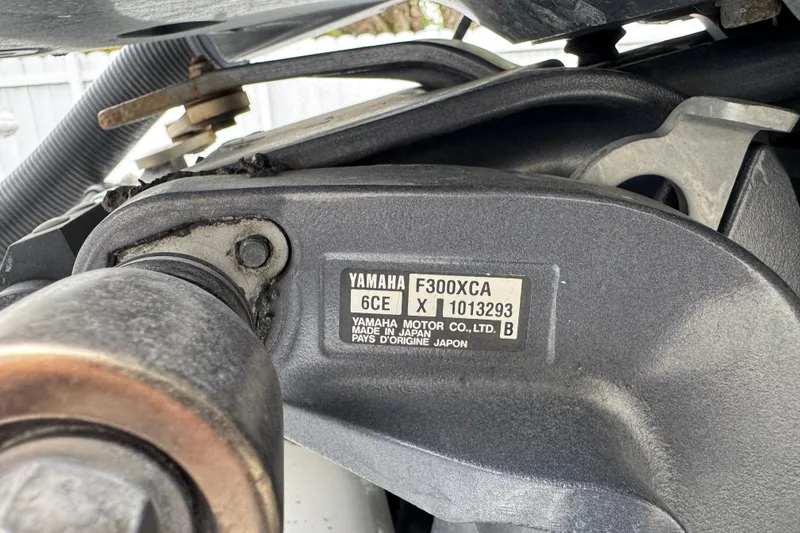 YAMAHA F300XCA
6CE X 1013293
YAMAHA MOTOR CO., LTD. B
MADE IN JAPAN
PAYS D'ORIGINE JAPON